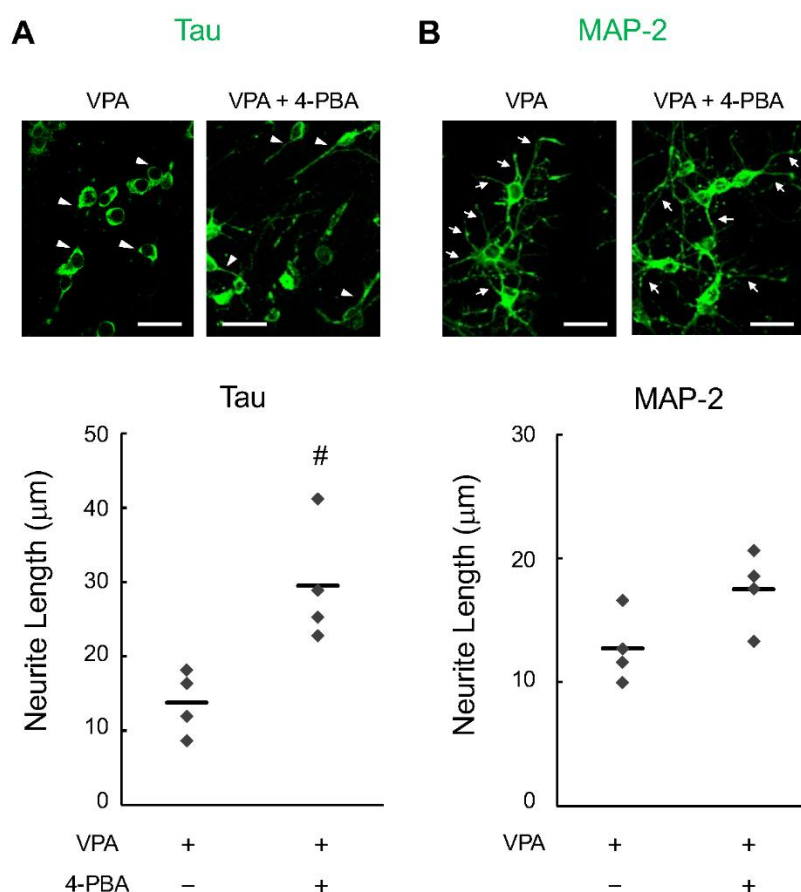 A Tau
VPA
VPA + 4-PBA
Tau
Neurite Length (μm)
50
40
30
20
10
0
#
VPA + +
4-PBA − +
B MAP-2
VPA
VPA + 4-PBA
MAP-2
Neurite Length (μm)
30
20
10
0
VPA + +
− +